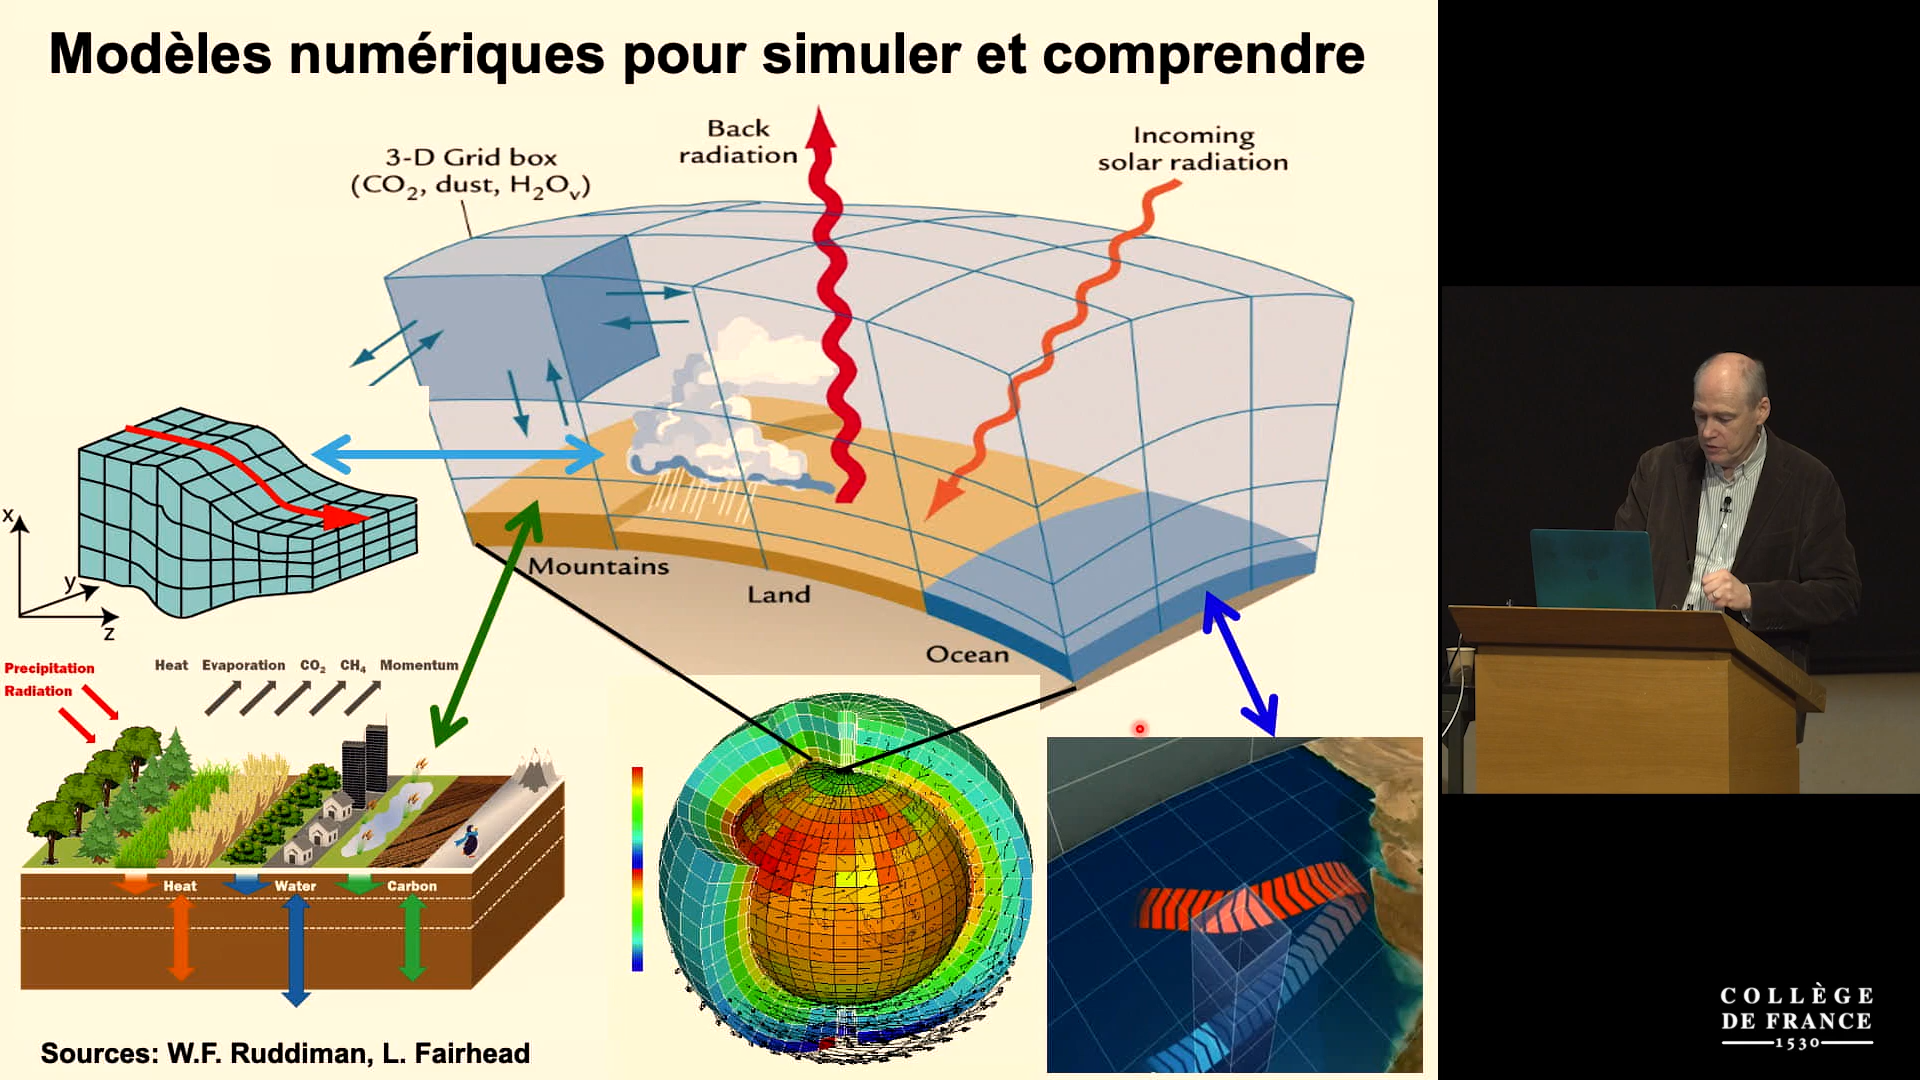 Modèles numériques pour simuler et comprendre
Back
radiation
Incoming
solar radiation
3-D Grid box
(CO₂, dust, H₂Oᵥ)
x
y
z
Mountains
Land
Ocean
Precipitation
Radiation
Heat Evaporation CO₂ CH₄ Momentum
Heat Water Carbon
Sources: W.F. Ruddiman, L. Fairhead
COLLÈGE
DE FRANCE
1530